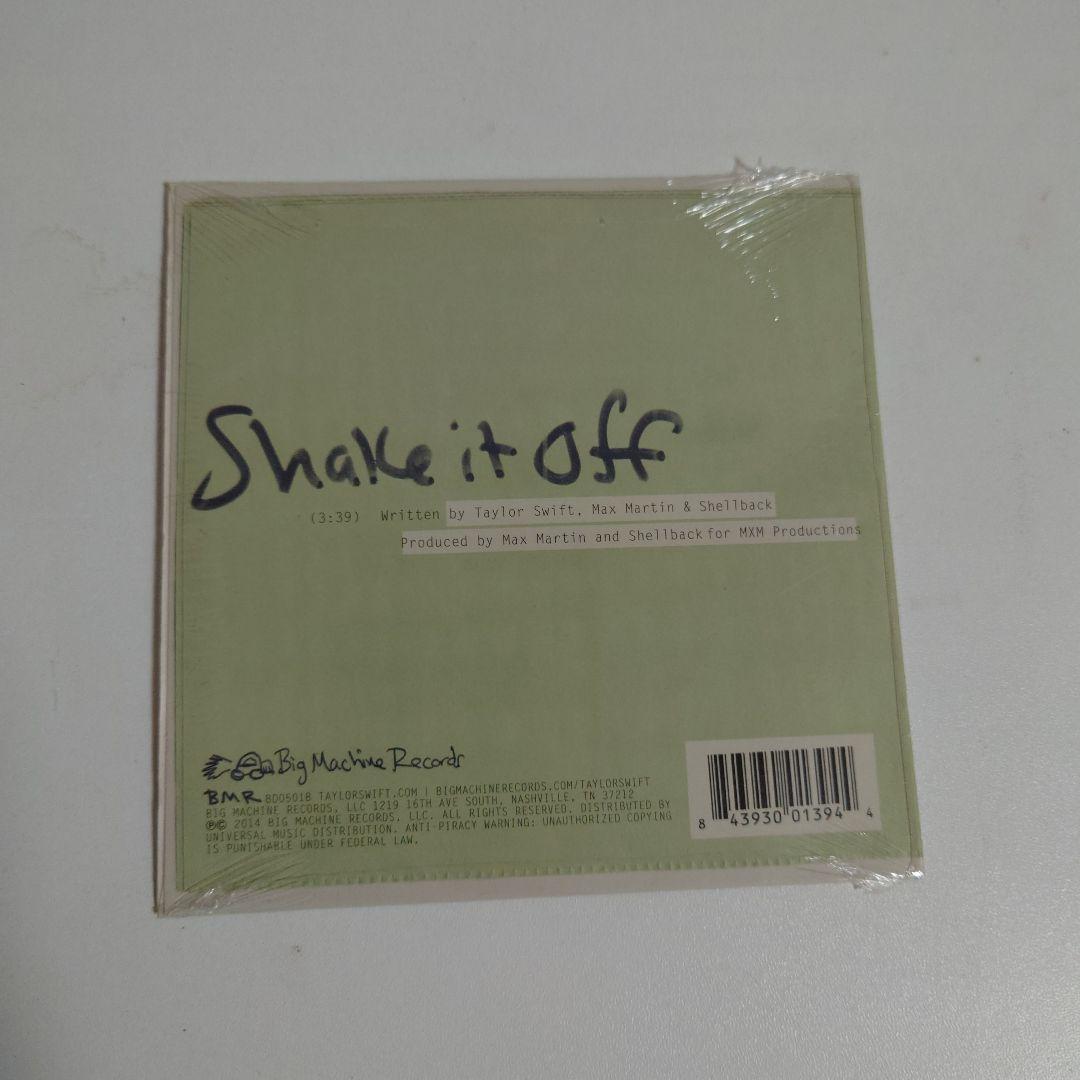 Shake it Off
(3:39) Written by Taylor Swift, Max Martin & Shellback
Produced by Max Martin and Shellback for MXM Productions
Big Machine Records
BMR BDD501B TAYLORSWIFT.COM | BIGMACHINERECORDS.COM/TAYLORSWIFT
BIG MACHINE RECORDS, LLC 1219 16TH AVE SOUTH, NASHVILLE, TN 37212
℗© 2014 BIG MACHINE RECORDS, LLC. ALL RIGHTS RESERVED. DISTRIBUTED BY
UNIVERSAL MUSIC DISTRIBUTION. ANTI-PIRACY WARNING: UNAUTHORIZED COPYING
IS PUNISHABLE UNDER FEDERAL LAW.
8 43930 01394 4